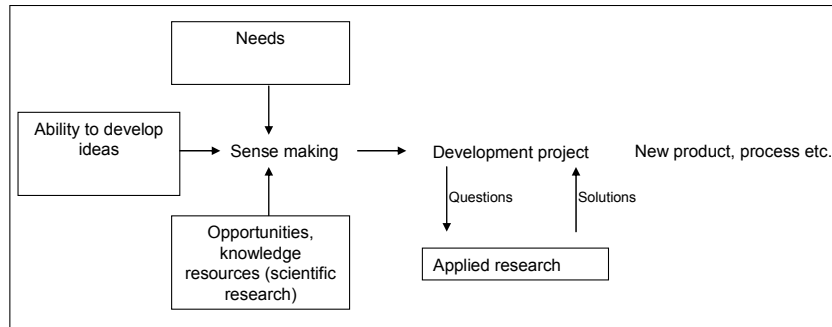 Needs
Ability to develop
ideas
Sense making
Development project
New product, process etc.
Questions
Solutions
Opportunities,
knowledge
resources (scientific
research)
Applied research